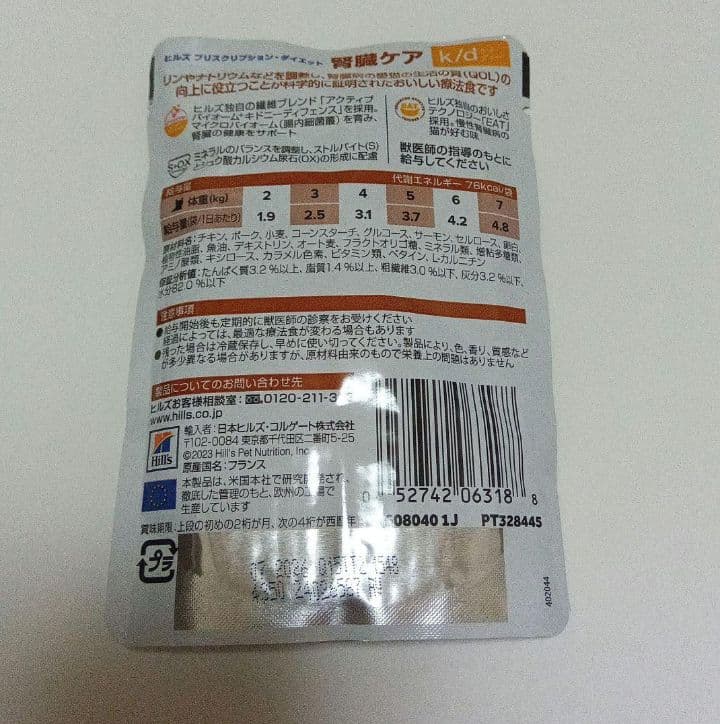 ヒルズ プリスクリプション・ダイエット 腎臓ケア k/d
リンやナトリウムなどを調整し、腎臓病の愛猫の生活の質(QOL)の
向上に役立つことが科学的に証明されたおいしい療法食です
ヒルズ独自の繊維ブレンド「アクティブ
バイオーム+キドニーディフェンス」を採用。
マイクロバイオーム(腸内細菌叢)を育み、
腎臓の健康をサポート
ヒルズ独自のおいしさ
テクノロジー「EAT」
採用。慢性腎臓病の
猫が好む味
EAT
S+OX
ミネラルのバランスを調整し、ストルバイト(S)
とシュウ酸カルシウム尿石(OX)の形成に配慮
獣医師の指導のもとに
給与してください
給与量 代謝エネルギー 76kcal/袋
体重(kg) 2 3 4 5 6 7
給与量(袋/1日あたり) 1.9 2.5 3.1 3.7 4.2 4.8
原材料名:チキン、ポーク、小麦、コーンスターチ、グルコース、サーモン、セルロース、卵白、
植物性油脂、魚油、デキストリン、オート麦、フラクトオリゴ糖、ミネラル類、増粘多糖類、
アミノ酸類、キシロース、カラメル色素、ビタミン類、ベタイン、L-カルニチン
保証分析値:たんぱく質3.2%以上、脂質1.4%以上、粗繊維3.0%以下、灰分3.2%以下、
水分82.0%以下
注意事項
●給与開始後も定期的に獣医師の診察をお受けください
経過によっては、最適な療法食が変わる場合もあります
●残った場合は冷蔵保存し、早めに使い切ってください。製品により、色、香り、質感など
が多少異なる場合がありますが、原材料由来のもので栄養上の問題はありません
製品についてのお問い合わせ先
ヒルズお客様相談室: 0120-211-3
www.hills.co.jp
Hill's
輸入者:日本ヒルズ・コルゲート株式会社
〒102-0084 東京都千代田区二番町5-25
©2023 Hill's Pet Nutrition, Inc.
原産国名:フランス
本製品は、米国本社で研究開発され、
徹底した管理のもと、欧州の工場で
生産しています
0 52742 06318 8
賞味期限:上段の初めの2桁が月、次の4桁が西暦年
08040 1J PT328445
プラ
402044